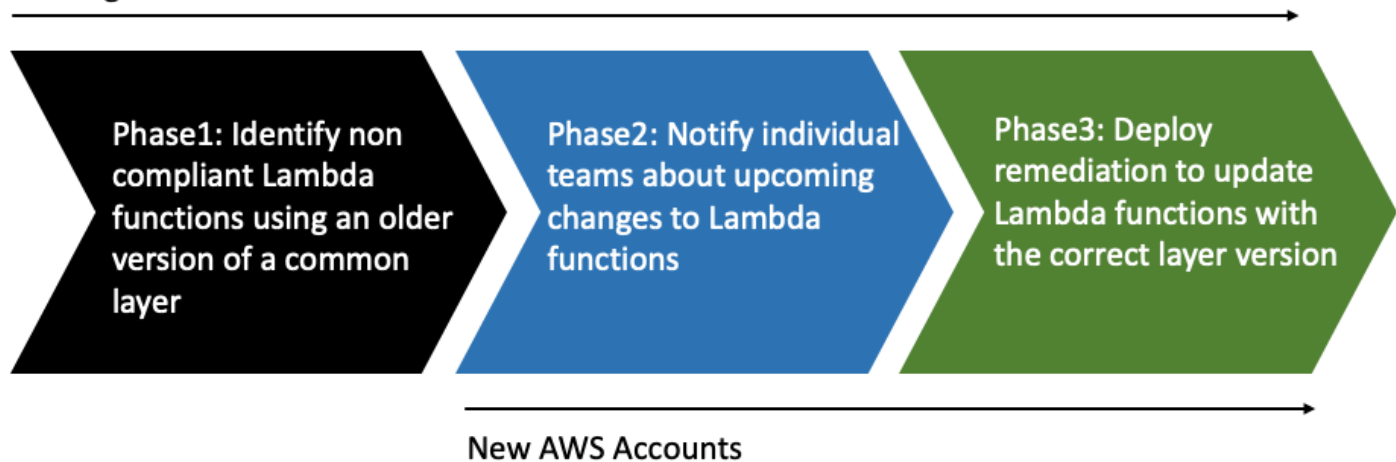 Phase1: Identify non
compliant Lambda
functions using an older
version of a common
layer
Phase2: Notify individual
teams about upcoming
changes to Lambda
functions
Phase3: Deploy
remediation to update
Lambda functions with
the correct layer version
New AWS Accounts